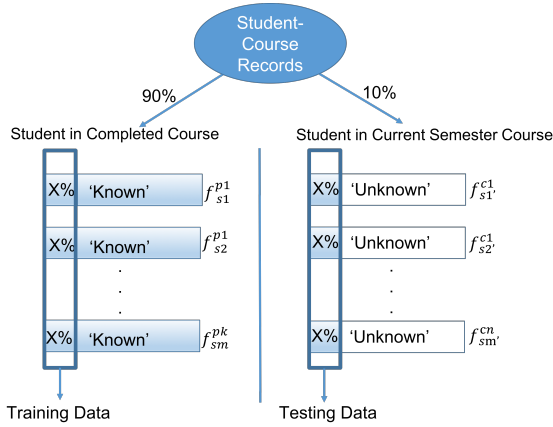 Student-
Course
Records
90%
10%
Student in Completed Course
Student in Current Semester Course
X% 'Known' f_{s1}^{p1}
X% 'Known' f_{s2}^{p1}
.
.
.
X% 'Known' f_{sm}^{pk}
Training Data
X% 'Unknown' f_{s1'}^{c1}
X% 'Unknown' f_{s2'}^{c1}
.
.
.
X% 'Unknown' f_{sm'}^{cn}
Testing Data